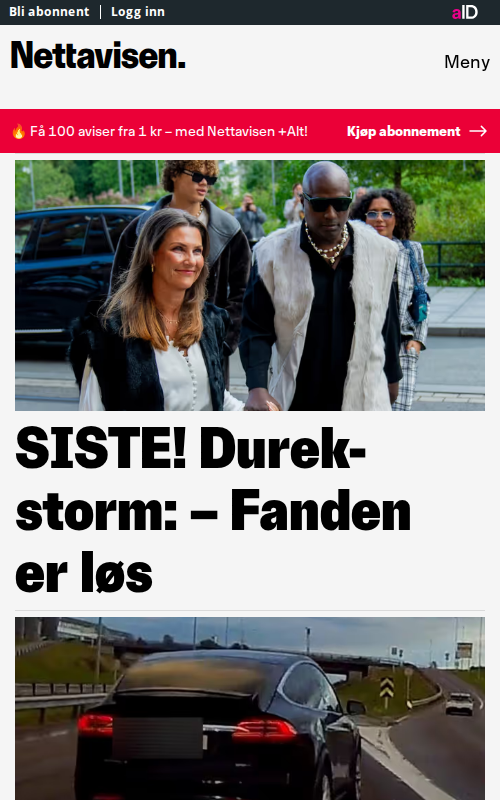 Bli abonnent | Logg inn
aID
Nettavisen.
Meny
🔥 Få 100 aviser fra 1 kr – med Nettavisen +Alt!
Kjøp abonnement →
SISTE! Durek-
storm: – Fanden
er løs